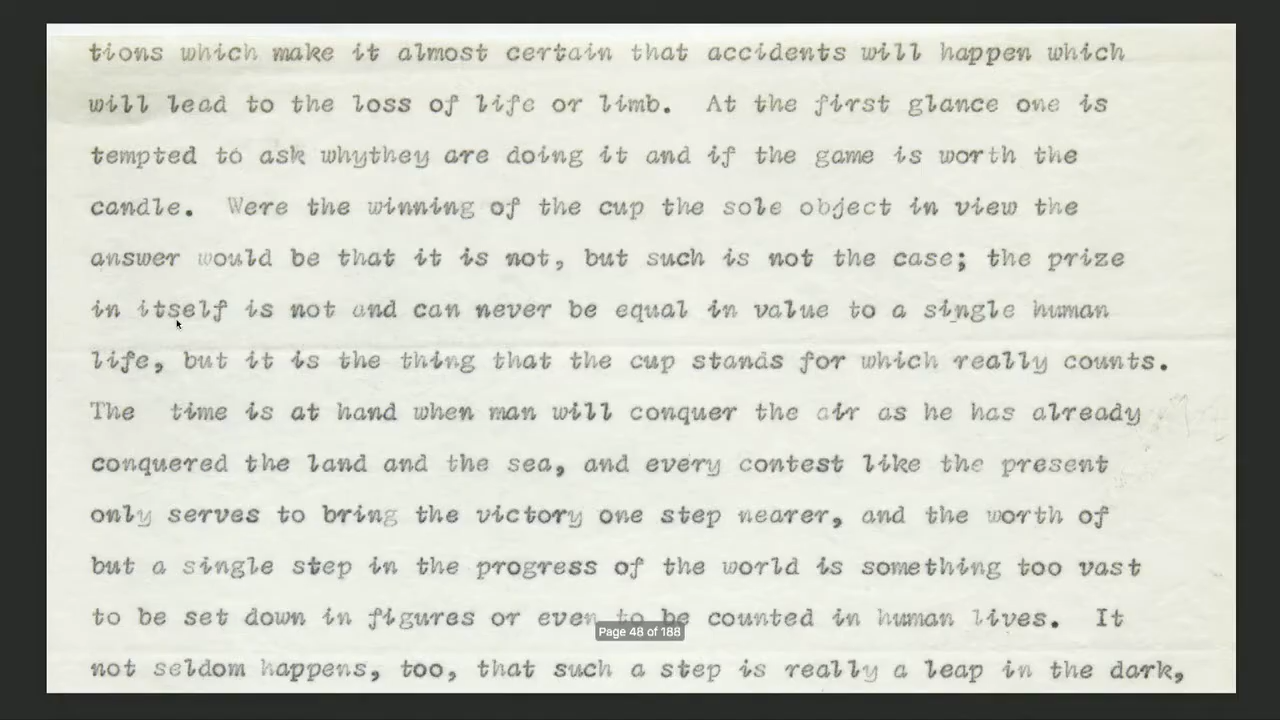 tions which make it almost certain that accidents will happen which
will lead to the loss of life or limb.  At the first glance one is
tempted to ask whythey are doing it and if the game is worth the
candle.  Were the winning of the cup the sole object in view the
answer would be that it is not, but such is not the case; the prize
in itself is not and can never be equal in value to a single human
life, but it is the thing that the cup stands for which really counts.
The  time is at hand when man will conquer the air as he has already
conquered the land and the sea, and every contest like the present
only serves to bring the victory one step nearer, and the worth of
but a single step in the progress of the world is something too vast
to be set down in figures or even to be counted in human lives.  It
Page 48 of 188
not seldom happens, too, that such a step is really a leap in the dark,